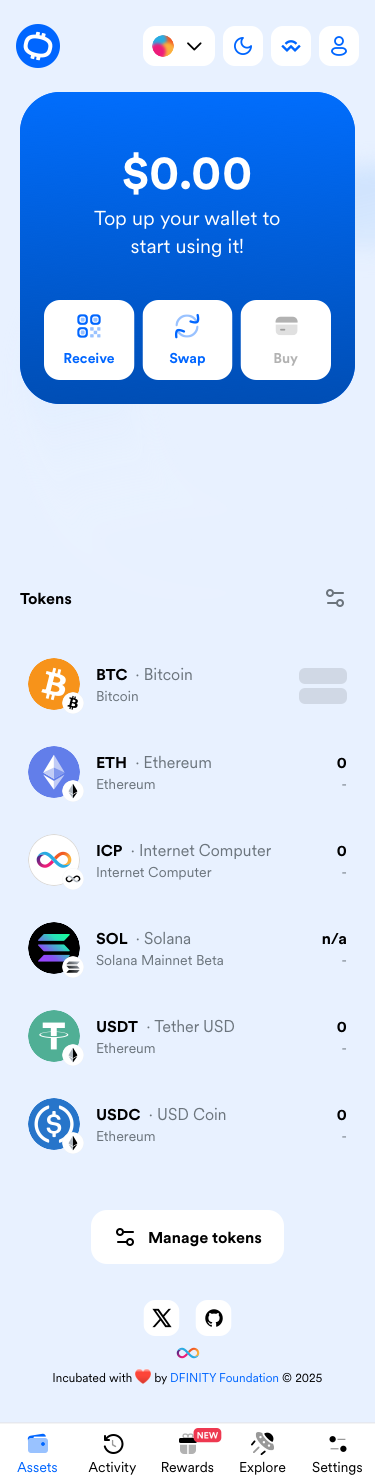 $0.00
Top up your wallet to
start using it!
Receive Swap Buy
Tokens
BTC · Bitcoin
Bitcoin
ETH · Ethereum 0
Ethereum -
ICP · Internet Computer 0
Internet Computer -
SOL · Solana n/a
Solana Mainnet Beta -
USDT · Tether USD 0
Ethereum -
USDC · USD Coin 0
Ethereum -
Manage tokens
Incubated with ❤️ by DFINITY Foundation © 2025
NEW
Assets Activity Rewards Explore Settings